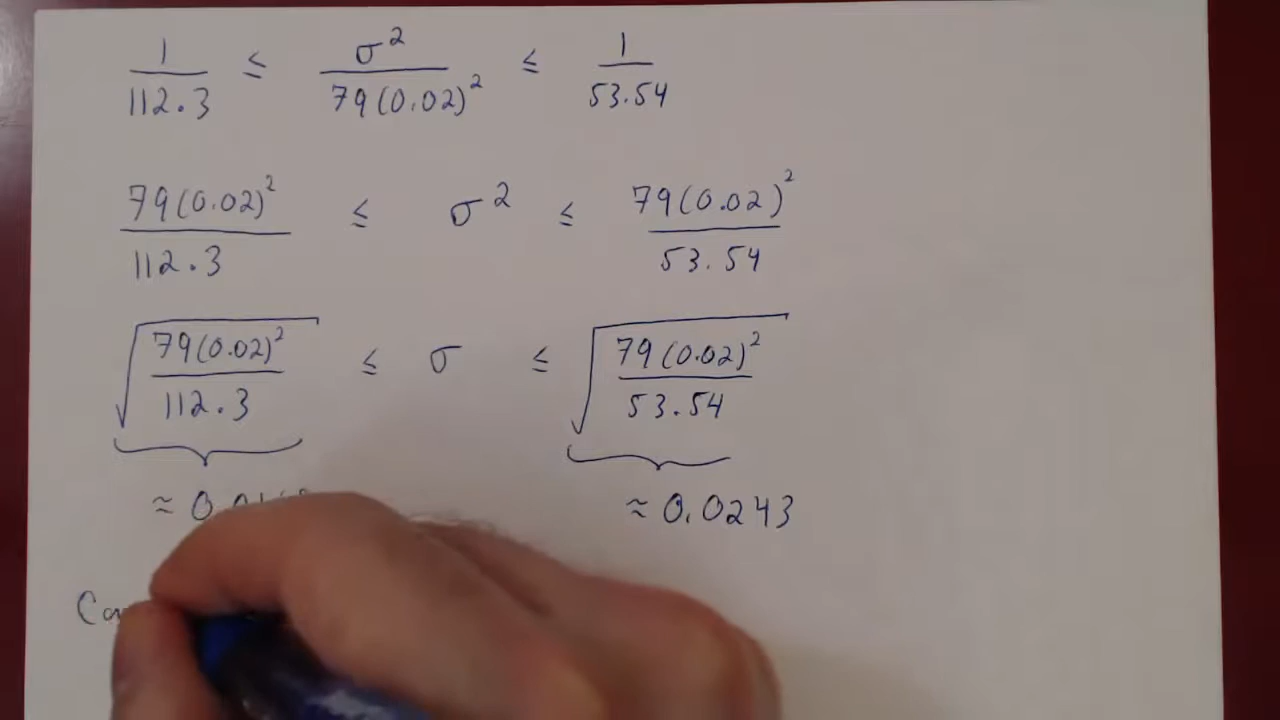 1/112.3 ≤ σ²/79(0.02)² ≤ 1/53.54
79(0.02)²/112.3 ≤ σ² ≤ 79(0.02)²/53.54
√(79(0.02)²/112.3) ≤ σ ≤ √(79(0.02)²/53.54)
≈ 0.0 ≈ 0.0243